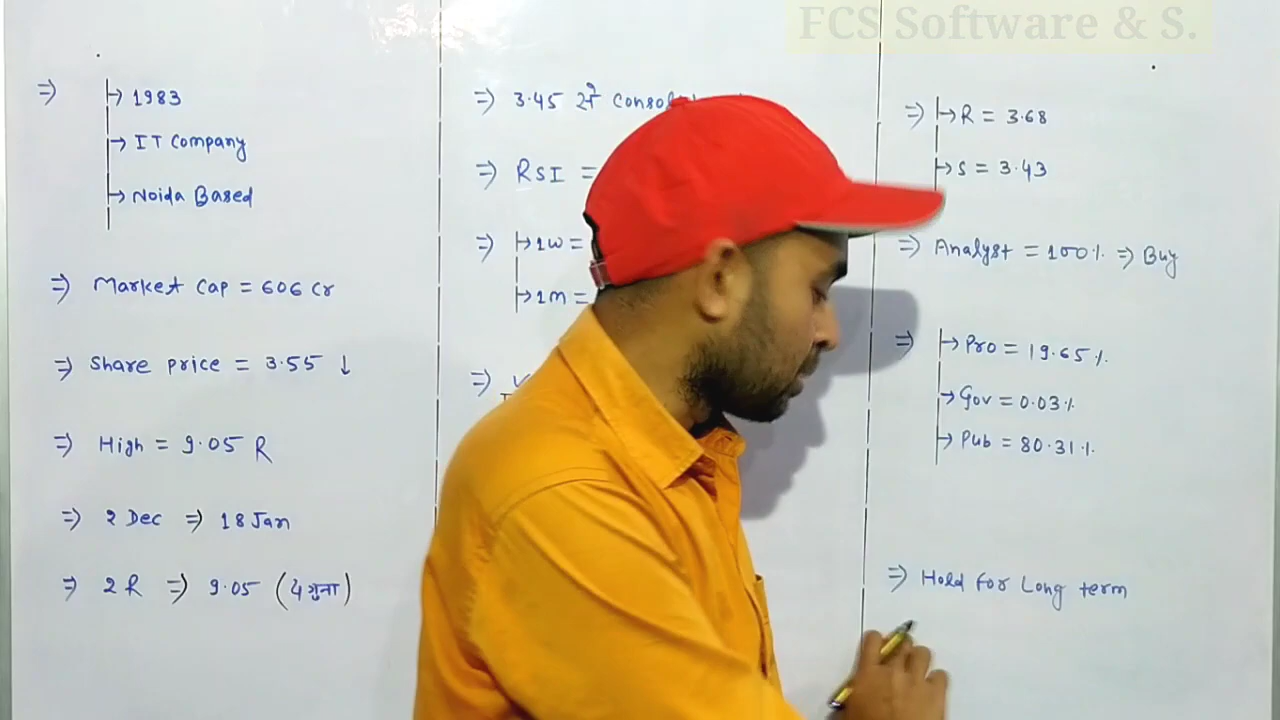 FCS Software & S.
⇒ → 1983
→ IT Company
→ Noida Based
⇒ Market Cap = 606 Cr
⇒ Share price = 3.55 ↓
⇒ High = 9.05 R
⇒ 2 Dec ⇒ 18 Jan
⇒ 2 R ⇒ 9.05 (4 गुना)
⇒ 3.45 से
⇒ RSI =
⇒ → 1W =
→ 1M =
⇒ → R = 3.68
→ S = 3.43
⇒ Analyst = 100% ⇒ Buy
⇒ → Pro = 19.65%
→ Gov = 0.03%
→ Pub = 80.31%
⇒ Hold for Long term